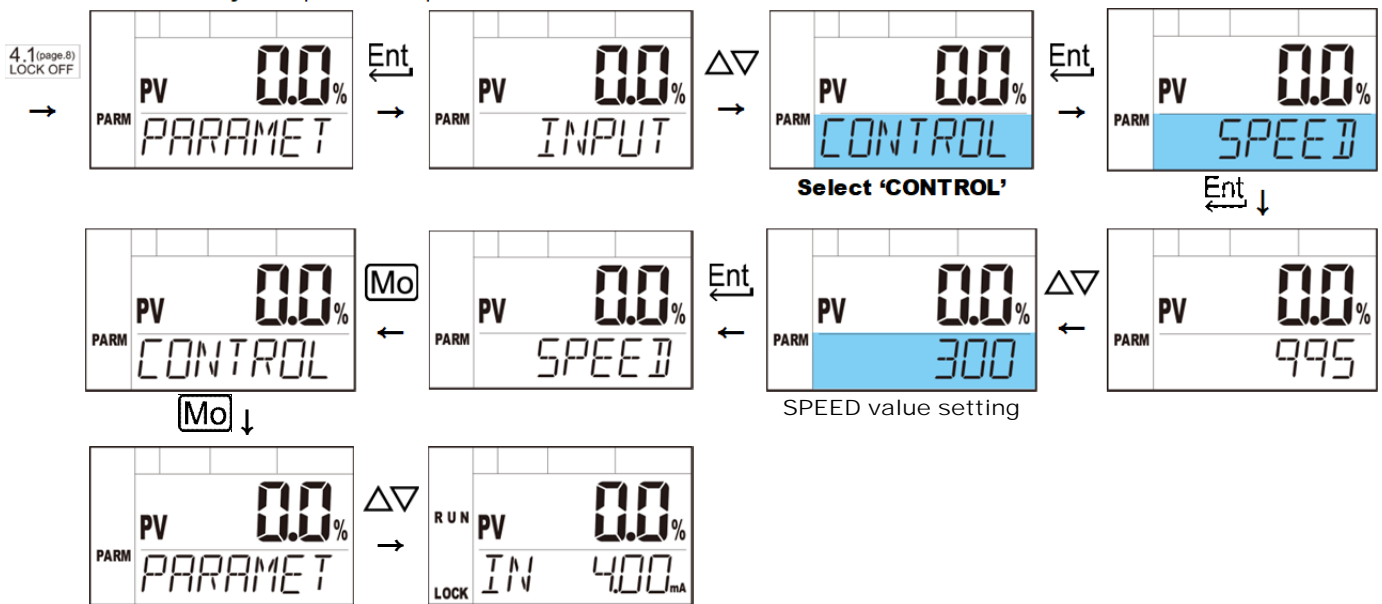 4.1(page.8)
LOCK OFF
→
PV 0.0%
PARM
PARAMET
Ent
→
PV 0.0%
PARM
INPUT
△▽
→
PV 0.0%
PARM
CONTROL
Select ‘CONTROL’
Ent
→
PV 0.0%
PARM
SPEED
Ent ↓
PV 0.0%
PARM
CONTROL
Mo
←
PV 0.0%
PARM
SPEED
Ent
←
PV 0.0%
PARM
300
SPEED value setting
△▽
←
PV 0.0%
PARM
995
Mo ↓
PV 0.0%
PARM
PARAMET
△▽
→
RUN PV 0.0%
LOCK IN 4.00mA